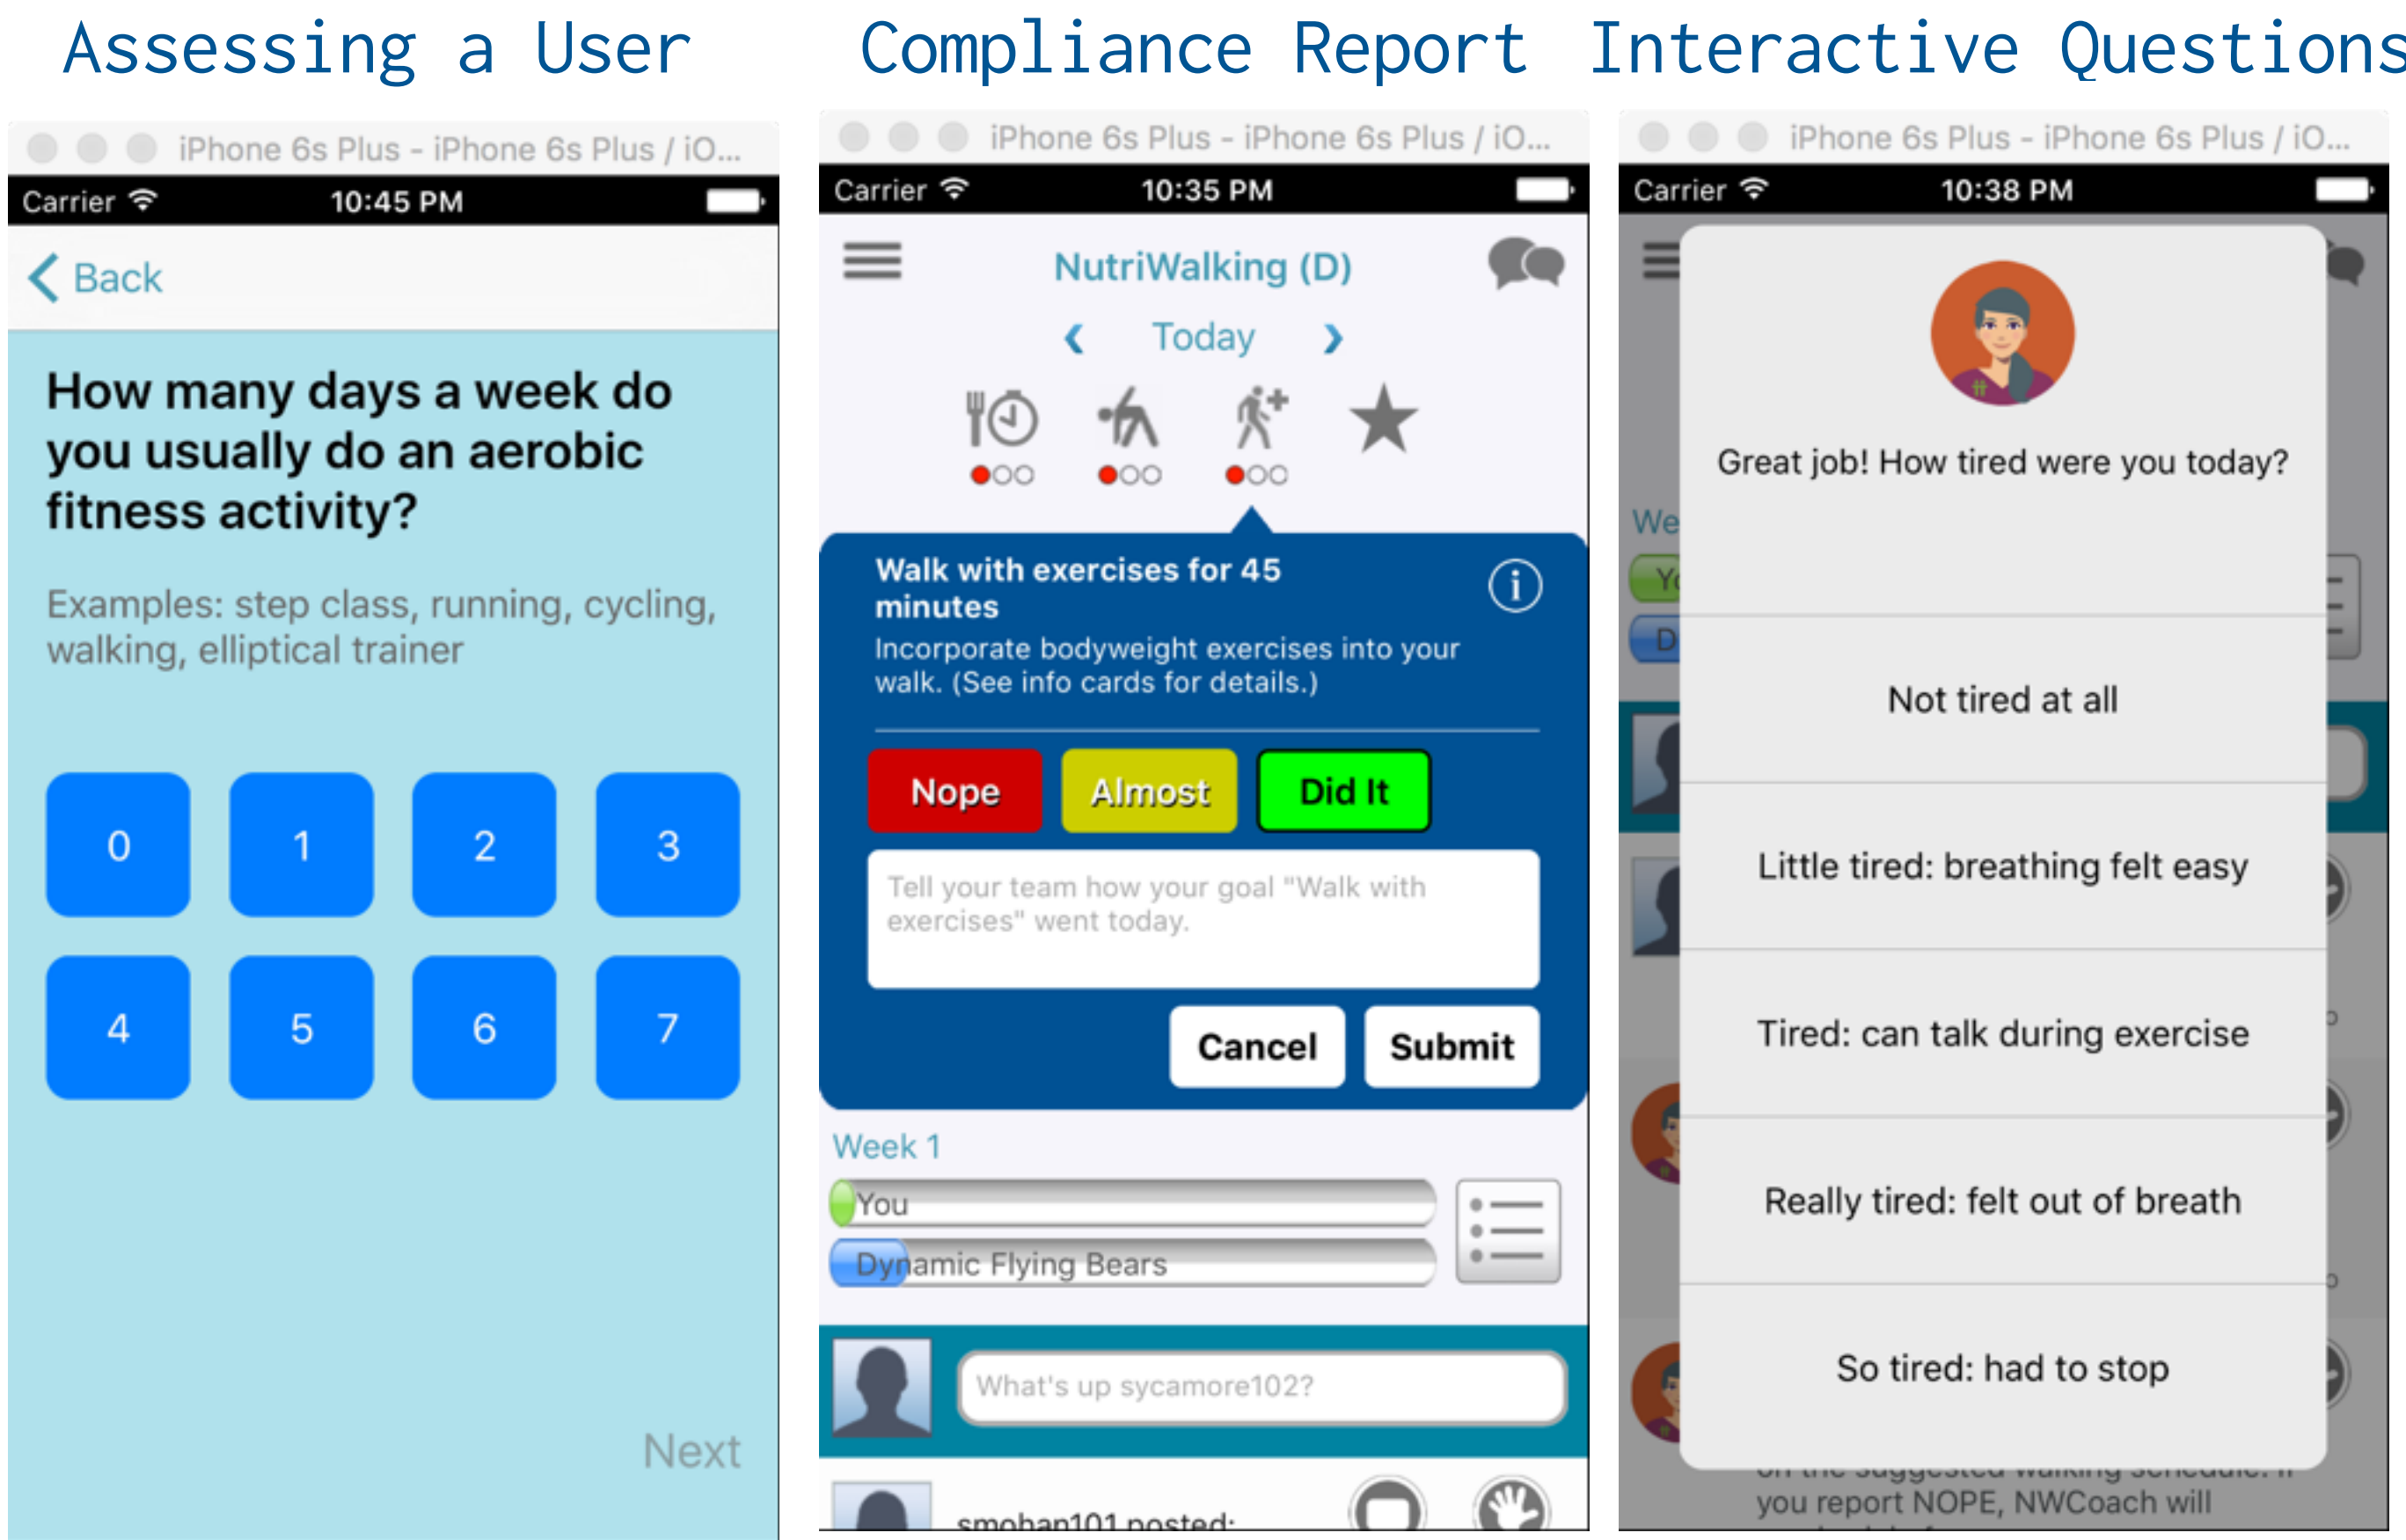 Assessing a User
Compliance Report
Interactive Questions
iPhone 6s Plus - iPhone 6s Plus / iO...
Carrier
10:45 PM
Back
How many days a week do
you usually do an aerobic
fitness activity?
Examples: step class, running, cycling,
walking, elliptical trainer
0
1
2
3
4
5
6
7
Next
iPhone 6s Plus - iPhone 6s Plus / iO...
Carrier
10:35 PM
NutriWalking (D)
Today
Walk with exercises for 45
minutes
Incorporate bodyweight exercises into your
walk. (See info cards for details.)
Nope
Almost
Did It
Tell your team how your goal "Walk with
exercises" went today.
Cancel
Submit
Week 1
You
Dynamic Flying Bears
What's up sycamore102?
smohan101 posted:
iPhone 6s Plus - iPhone 6s Plus / iO...
Carrier
10:38 PM
Great job! How tired were you today?
We
Yo
D
Not tired at all
Little tired: breathing felt easy
Tired: can talk during exercise
Really tired: felt out of breath
So tired: had to stop
on the suggested walking schedule. If
you report NOPE, NWCoach will